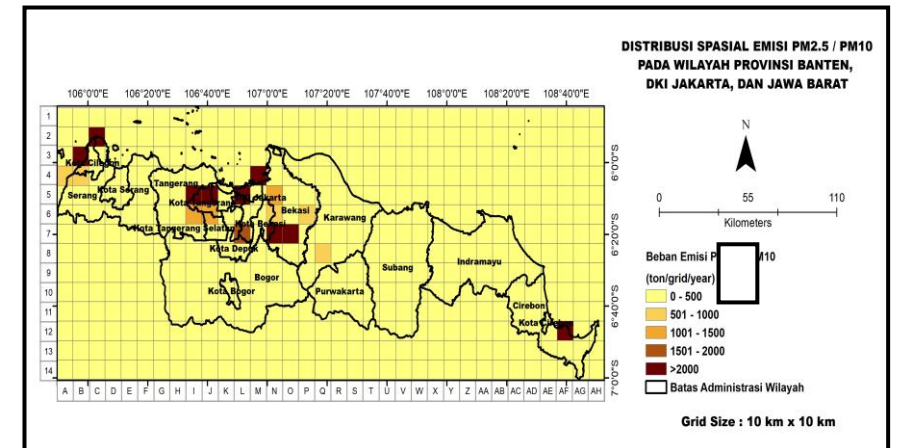 DISTRIBUSI SPASIAL EMISI PM2.5 / PM10
PADA WILAYAH PROVINSI BANTEN,
DKI JAKARTA, DAN JAWA BARAT
106°0'0"E 106°20'0"E 106°40'0"E 107°0'0"E 107°20'0"E 107°40'0"E 108°0'0"E 108°20'0"E 108°40'0"E
1
2
3
4
5
6
7
8
9
10
11
12
13
14
Kota Cilegon
Serang
Kota Serang
Tangerang
Kota Tangerang
Jakarta
Bekasi
Karawang
Kota Tangerang Selatan
Kota Bekasi
Kota Depok
Bogor
Kota Bogor
Purwakarta
Subang
Indramayu
Cirebon
Kota
6°0'0"S
6°20'0"S
6°40'0"S
7°0'0"S
A B C D E F G H I J K L M N O P Q R S T U V W X Y Z AA AB AC AD AE AF AG AH
N
0 55 110
Kilometers
Beban Emisi
(ton/grid/year)
0 - 500
501 - 1000
1001 - 1500
1501 - 2000
>2000
Batas Administrasi Wilayah
Grid Size : 10 km x 10 km